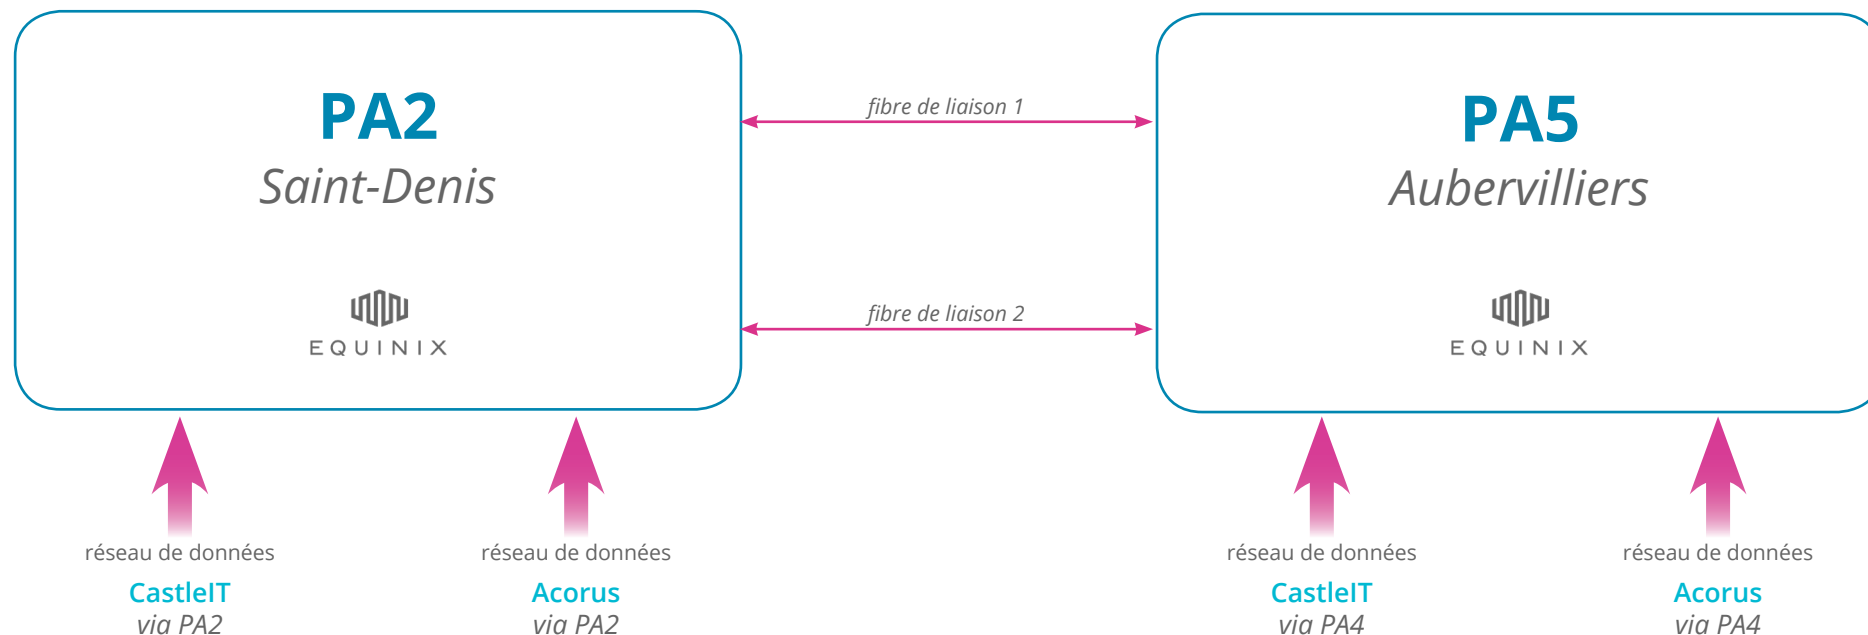 PA2
Saint-Denis
EQUINIX
fibre de liaison 1
fibre de liaison 2
PA5
Aubervilliers
EQUINIX
réseau de données
CastleIT
via PA2
réseau de données
Acorus
via PA2
réseau de données
CastleIT
via PA4
réseau de données
Acorus
via PA4